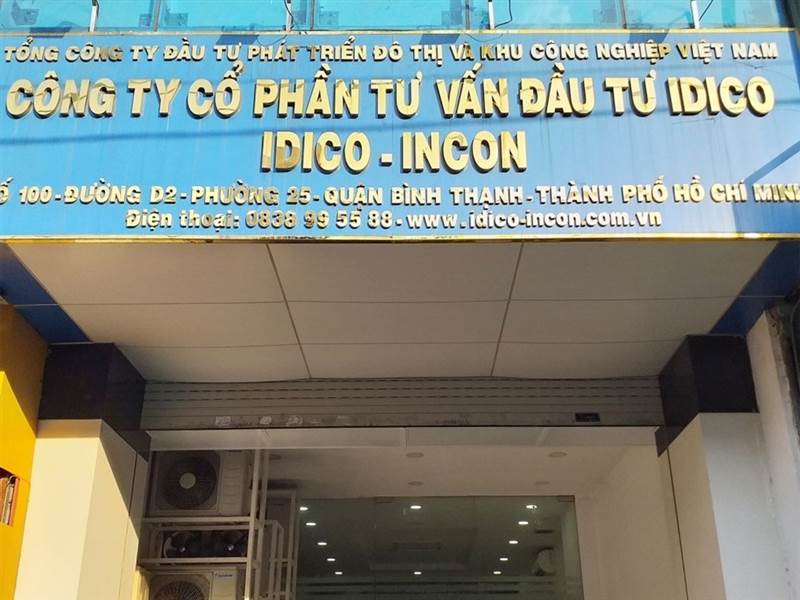 TỔNG CÔNG TY ĐẦU TƯ PHÁT TRIỂN ĐÔ THỊ VÀ KHU CÔNG NGHIỆP VIỆT NAM
CÔNG TY CỔ PHẦN TƯ VẤN ĐẦU TƯ IDICO
IDICO - INCON
Ố 100 - ĐƯỜNG D2 - PHƯỜNG 25 - QUẬN BÌNH THẠNH - THÀNH PHỐ HỒ CHÍ MINH
Điện thoại: 0838 99 55 88 - www.idico-incon.com.vn